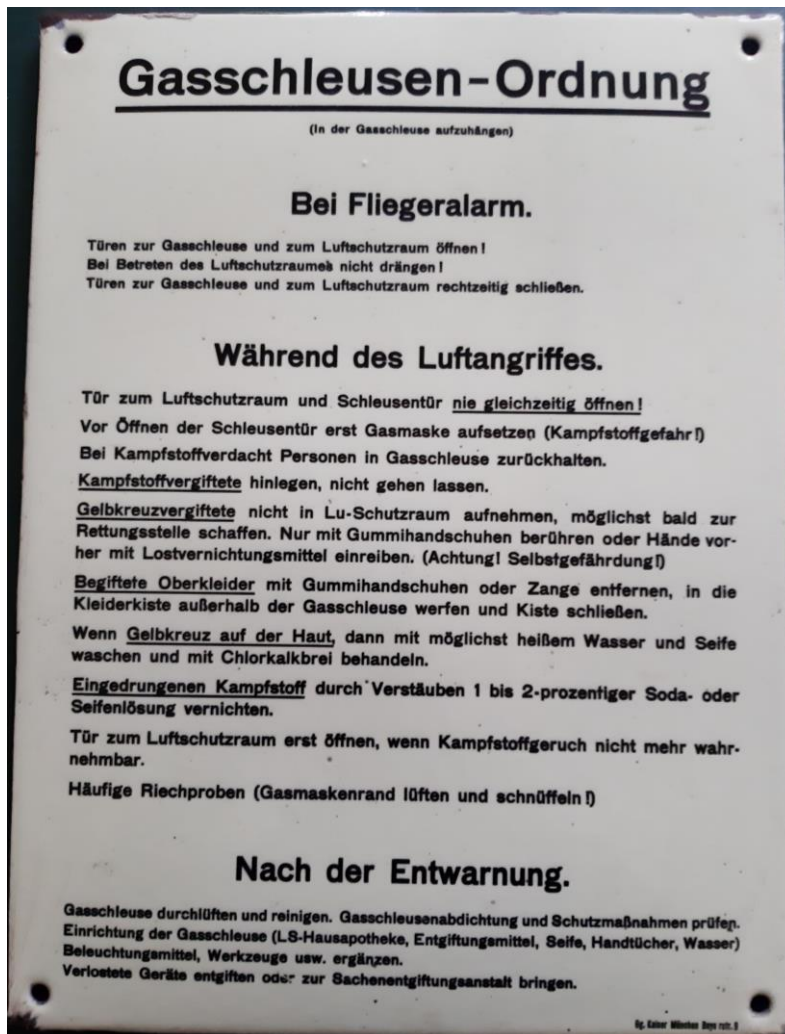 Gasschleusen-Ordnung
(In der Gasschleuse aufzuhängen)
Bei Fliegeralarm.
Türen zur Gasschleuse und zum Luftschutzraum öffnen!
Bei Betreten des Luftschutzraumes nicht drängen!
Türen zur Gasschleuse und zum Luftschutzraum rechtzeitig schließen.
Während des Luftangriffes.
Tür zum Luftschutzraum und Schleusentür nie gleichzeitig öffnen!
Vor Öffnen der Schleusentür erst Gasmaske aufsetzen (Kampfstoffgefahr!)
Bei Kampfstoffverdacht Personen in Gasschleuse zurückhalten.
Kampfstoffvergiftete hinlegen, nicht gehen lassen.
Gelbkreuzvergiftete nicht in Lu-Schutzraum aufnehmen, möglichst bald zur
Rettungsstelle schaffen. Nur mit Gummihandschuhen berühren oder Hände vor-
her mit Lostvernichtungsmittel einreiben. (Achtung! Selbstgefährdung!)
Begiftete Oberkleider mit Gummihandschuhen oder Zange entfernen, in die
Kleiderkiste außerhalb der Gasschleuse werfen und Kiste schließen.
Wenn Gelbkreuz auf der Haut, dann mit möglichst heißem Wasser und Seife
waschen und mit Chlorkalkbrei behandeln.
Eingedrungenen Kampfstoff durch Verstäuben 1 bis 2-prozentiger Soda- oder
Seifenlösung vernichten.
Tür zum Luftschutzraum erst öffnen, wenn Kampfstoffgeruch nicht mehr wahr-
nehmbar.
Häufige Riechproben (Gasmaskenrand lüften und schnüffeln!)
Nach der Entwarnung.
Gasschleuse durchlüften und reinigen. Gasschleusenabdichtung und Schutzmaßnahmen prüfen.
Einrichtung der Gasschleuse (LS-Hausapotheke, Entgiftungsmittel, Seife, Handtücher, Wasser)
Beleuchtungsmittel, Werkzeuge usw. ergänzen.
Verlostete Geräte entgiften oder zur Sachenentgiftungsanstalt bringen.
Kaiser München